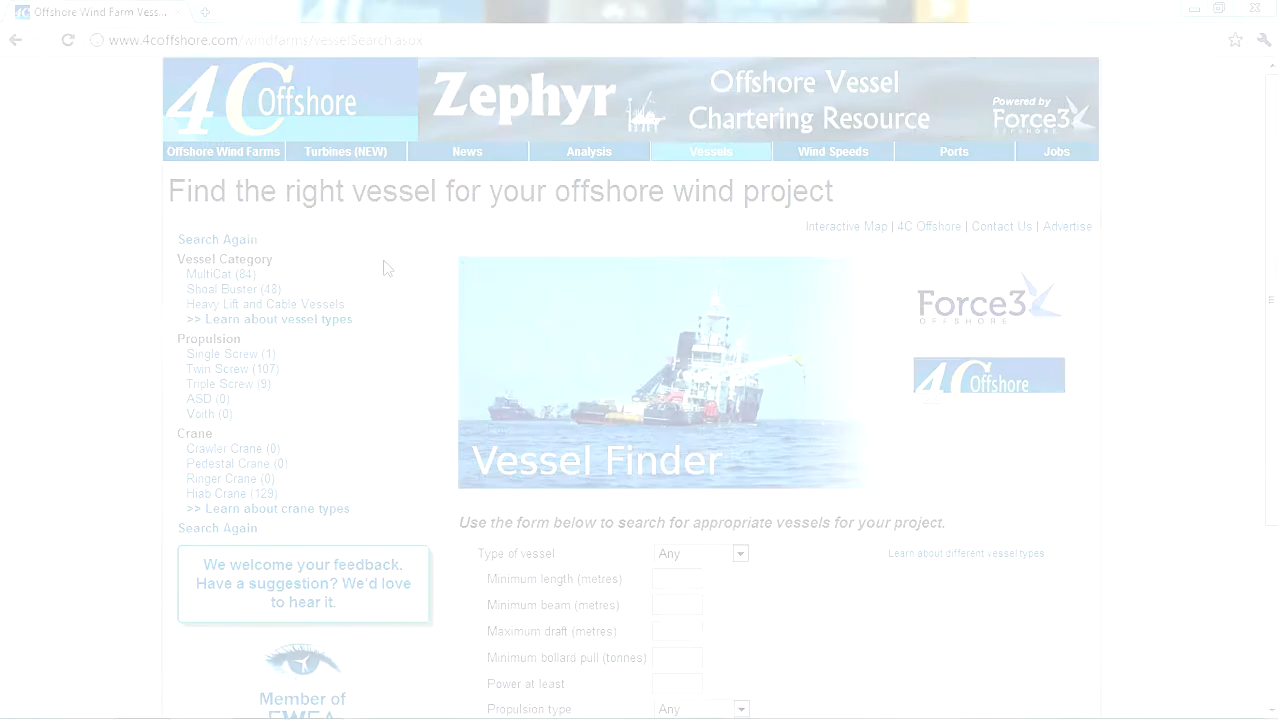 Offshore Wind Farm Vess...
www.4coffshore.com/windfarms/vesselSearch.aspx
4C Offshore
Zephyr
Offshore Vessel
Chartering Resource
Powered by
Force3
OFFSHORE
Offshore Wind Farms
Turbines (NEW)
News
Analysis
Vessels
Wind Speeds
Ports
Jobs
Find the right vessel for your offshore wind project
Interactive Map | 4C Offshore | Contact Us | Advertise
Search Again
Vessel Category
MultiCat (84)
Shoal Buster (48)
Heavy Lift and Cable Vessels
>> Learn about vessel types
Propulsion
Single Screw (1)
Twin Screw (107)
Triple Screw (9)
ASD (0)
Voith (0)
Crane
Crawler Crane (0)
Pedestal Crane (0)
Ringer Crane (0)
Hiab Crane (129)
>> Learn about crane types
Search Again
We welcome your feedback.
Have a suggestion? We'd love
to hear it.
Member of
EWEA
Vessel Finder
Force3
OFFSHORE
4C Offshore
Use the form below to search for appropriate vessels for your project.
Type of vessel Any Learn about different vessel types
Minimum length (metres)
Minimum beam (metres)
Maximum draft (metres)
Minimum bollard pull (tonnes)
Power at least
Propulsion type Any